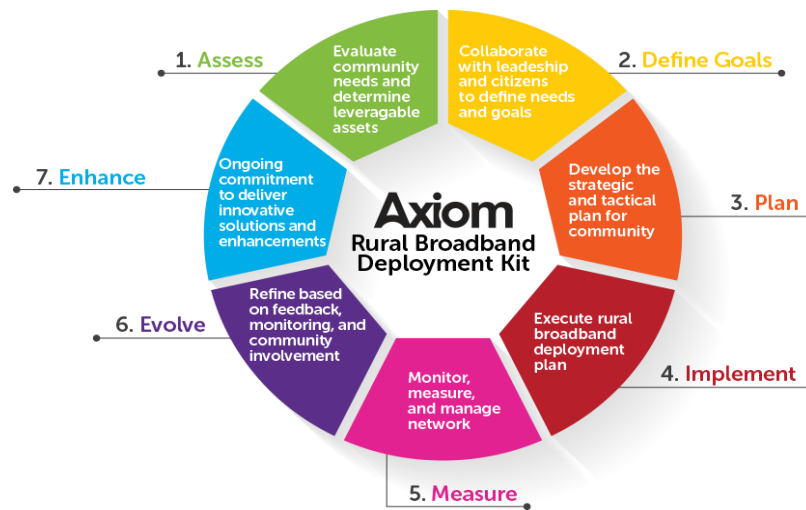 1. Assess
Evaluate
community
needs and
determine
leveragable
assets
2. Define Goals
Collaborate
with leadeship
and citizens
to define needs
and goals
3. Plan
Develop the
strategic
and tactical
plan for
community
4. Implement
Execute rural
broadband
deployment
plan
5. Measure
Monitor,
measure,
and manage
network
6. Evolve
Refine based
on feedback,
monitoring, and
community
involvement
7. Enhance
Ongoing
commitment
to deliver
innovative
solutions and
enhancements
Axiom
Rural Broadband
Deployment Kit